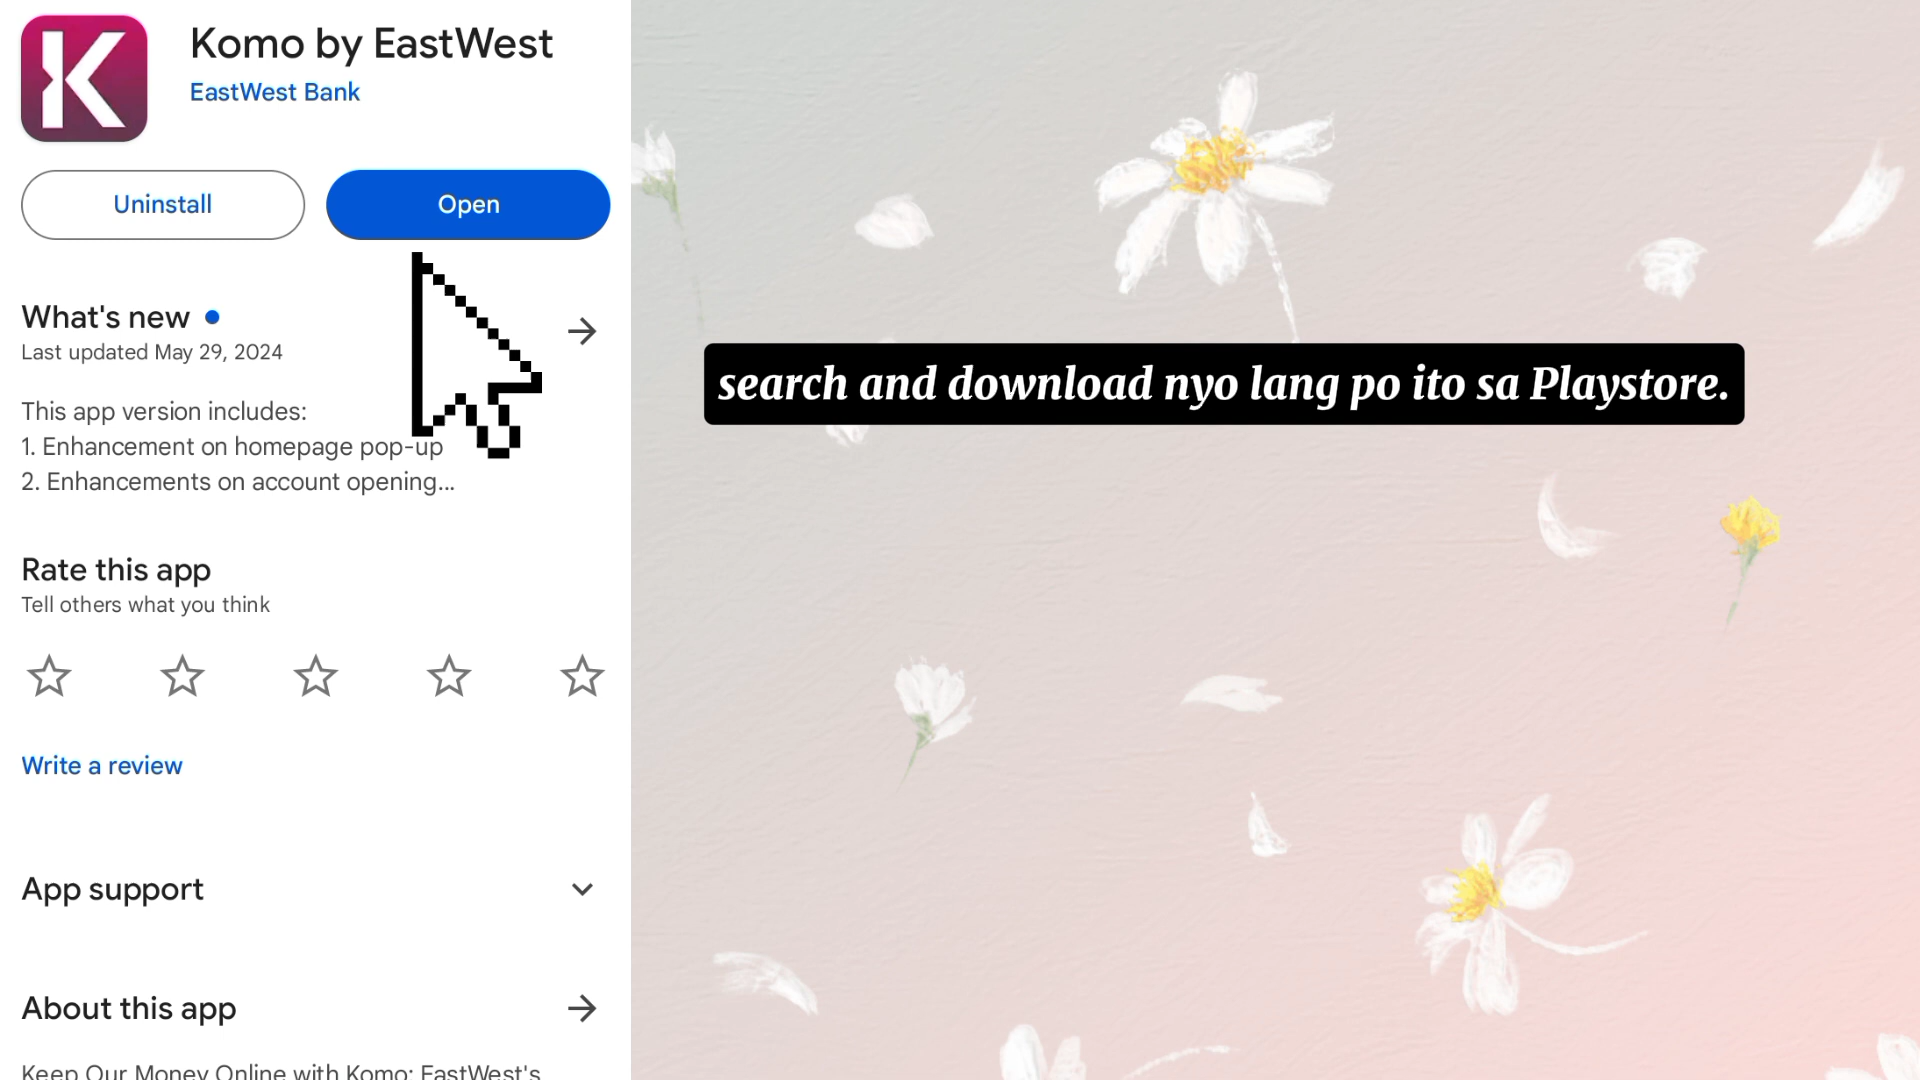 K
Komo by EastWest
EastWest Bank
Uninstall
Open
What's new
Last updated May 29, 2024
This app version includes:
1. Enhancement on homepage pop-up
2. Enhancements on account opening...
Rate this app
Tell others what you think
Write a review
App support
About this app
Keep Our Money Online with Komo: EastWest's
search and download nyo lang po ito sa Playstore.